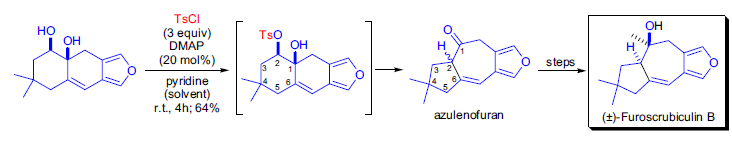 HO
OH
O
TsCl
(3 equiv)
DMAP
(20 mol%)
pyridine
(solvent)
r.t., 4h; 64%
TsO
OH
2
1
3
4
5
6
O
O
1
H
2
3
4
5
6
O
azulenofuran
steps
OH
H
O
(±)-Furoscrubiculin B